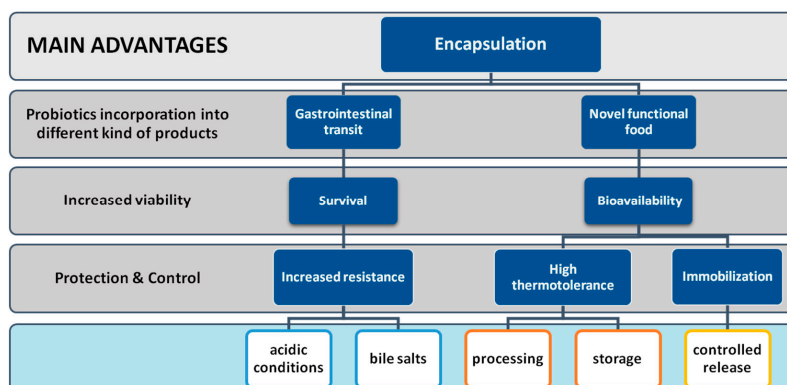 MAIN ADVANTAGES
Encapsulation
Probiotics incorporation into
different kind of products
Gastrointestinal
transit
Novel functional
food
Increased viability
Survival
Bioavailability
Protection & Control
Increased resistance
High
thermotolerance
Immobilization
acidic
conditions
bile salts
processing
storage
controlled
release